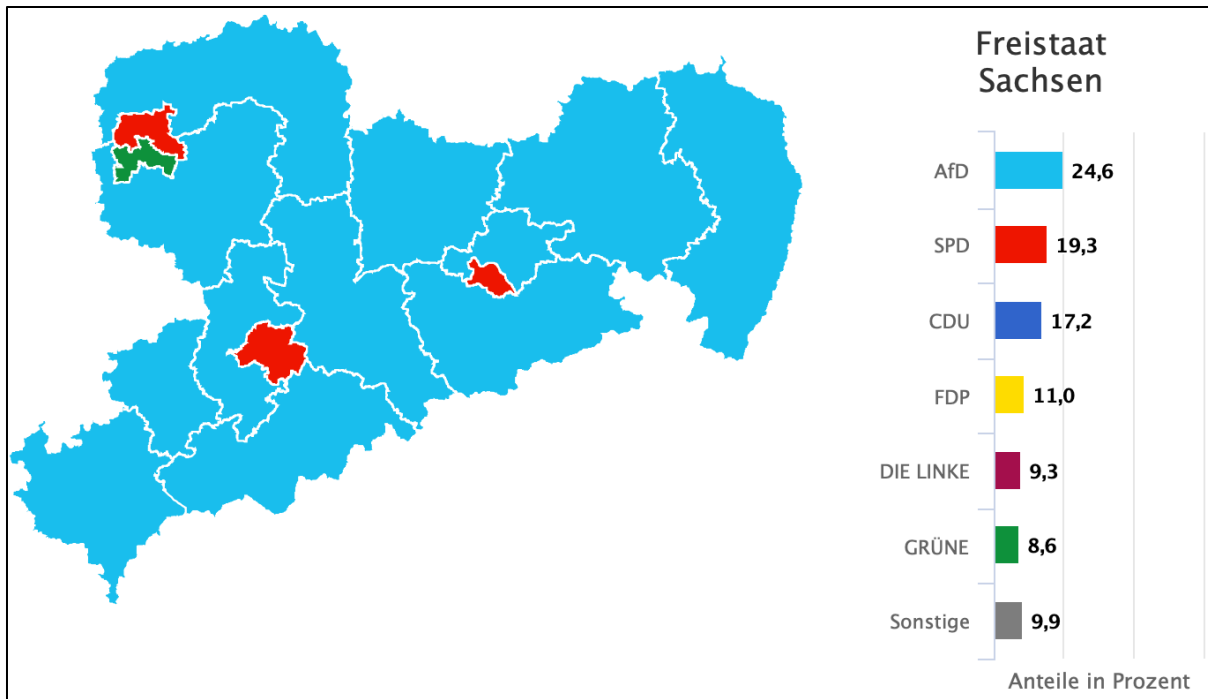 Freistaat
Sachsen
AfD 24,6
SPD 19,3
CDU 17,2
FDP 11,0
DIE LINKE 9,3
GRÜNE 8,6
Sonstige 9,9
Anteile in Prozent